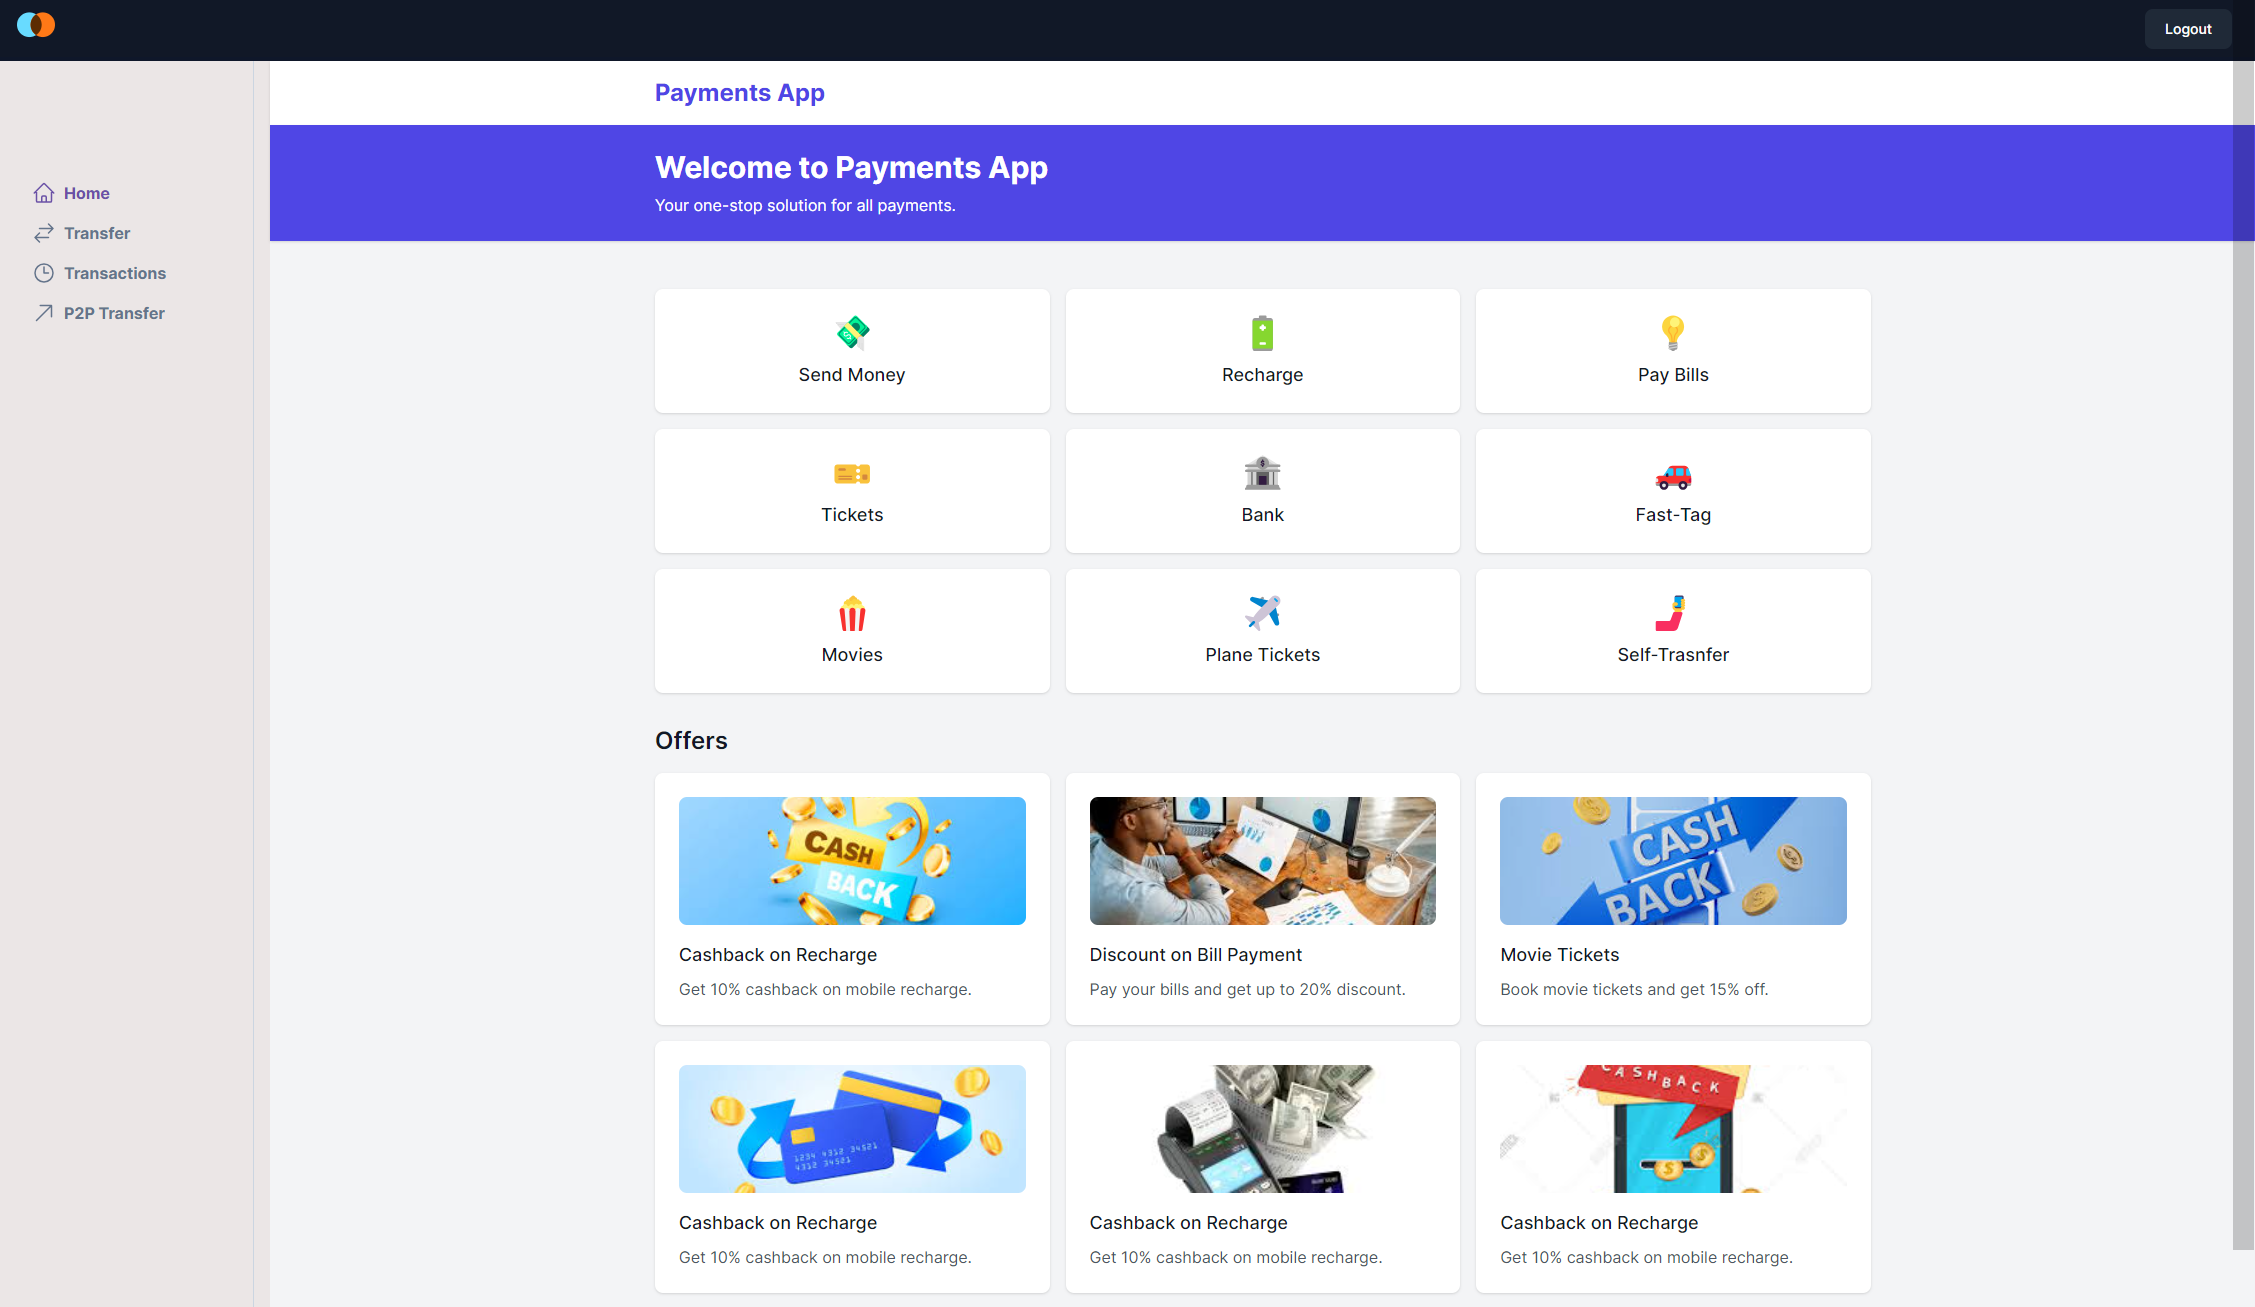 Logout
Payments App
Welcome to Payments App
Your one-stop solution for all payments.
Home
Transfer
Transactions
P2P Transfer
Send Money
Recharge
Pay Bills
Tickets
Bank
Fast-Tag
Movies
Plane Tickets
Self-Trasnfer
Offers
CASH
BACK
CASH
BACK
Cashback on Recharge
Get 10% cashback on mobile recharge.
Discount on Bill Payment
Pay your bills and get up to 20% discount.
Movie Tickets
Book movie tickets and get 15% off.
1234 4312 34521
4312 34521
CASHBACK
Cashback on Recharge
Get 10% cashback on mobile recharge.
Cashback on Recharge
Get 10% cashback on mobile recharge.
Cashback on Recharge
Get 10% cashback on mobile recharge.